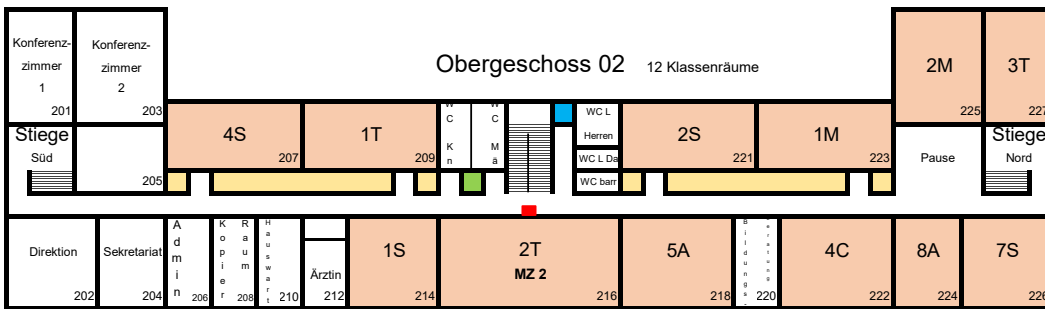 Obergeschoss 02 12 Klassenräume
Konferenz-
zimmer
1
201
Konferenz-
zimmer
2
203
Stiege
Süd
205
4S
207
1T
209
WC Kn
WC Mä
WC L
Herren
WC L Da
WC barr
2S
221
1M
223
2M
225
3T
227
Pause
Stiege
Nord
Direktion
202
Sekretariat
204
Admin
206
Kopier
Raum
208
Hauswart
210
Ärztin
212
1S
214
2T
MZ 2
216
5A
218
Bildungs-
220
4C
222
8A
224
7S
226